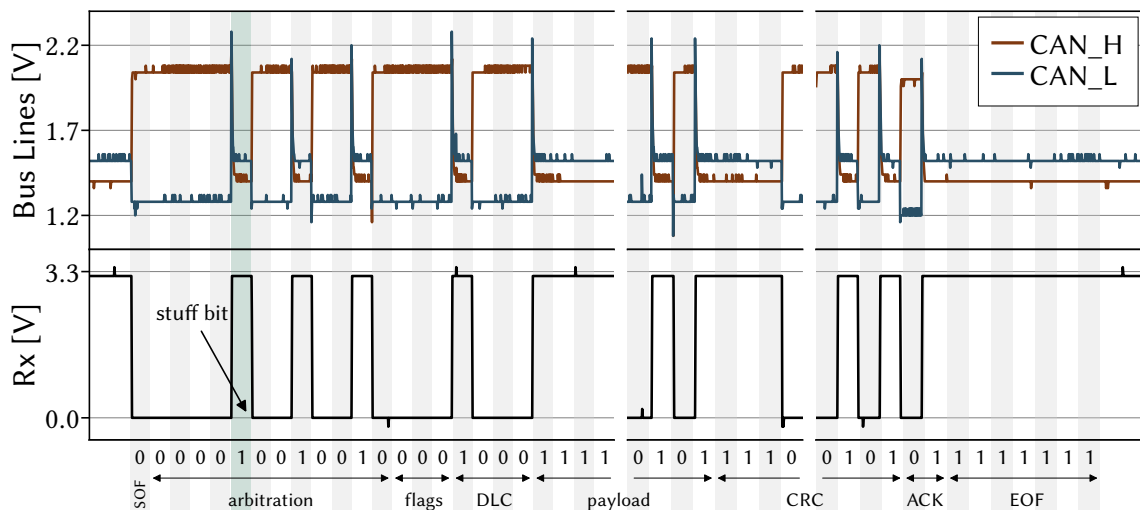 Bus Lines [V]
2.2
1.7
1.2
CAN_H
CAN_L
Rx [V]
3.3
0.0
stuff bit
0 0 0 0 0 1 0 0 1 0 0 1 0 0 0 0 1 0 0 0 1 1 1 1 0 1 0 1 1 1 1 0 0 1 0 1 0 1 1 1 1 1 1 1 1
SOF arbitration flags DLC payload CRC ACK EOF